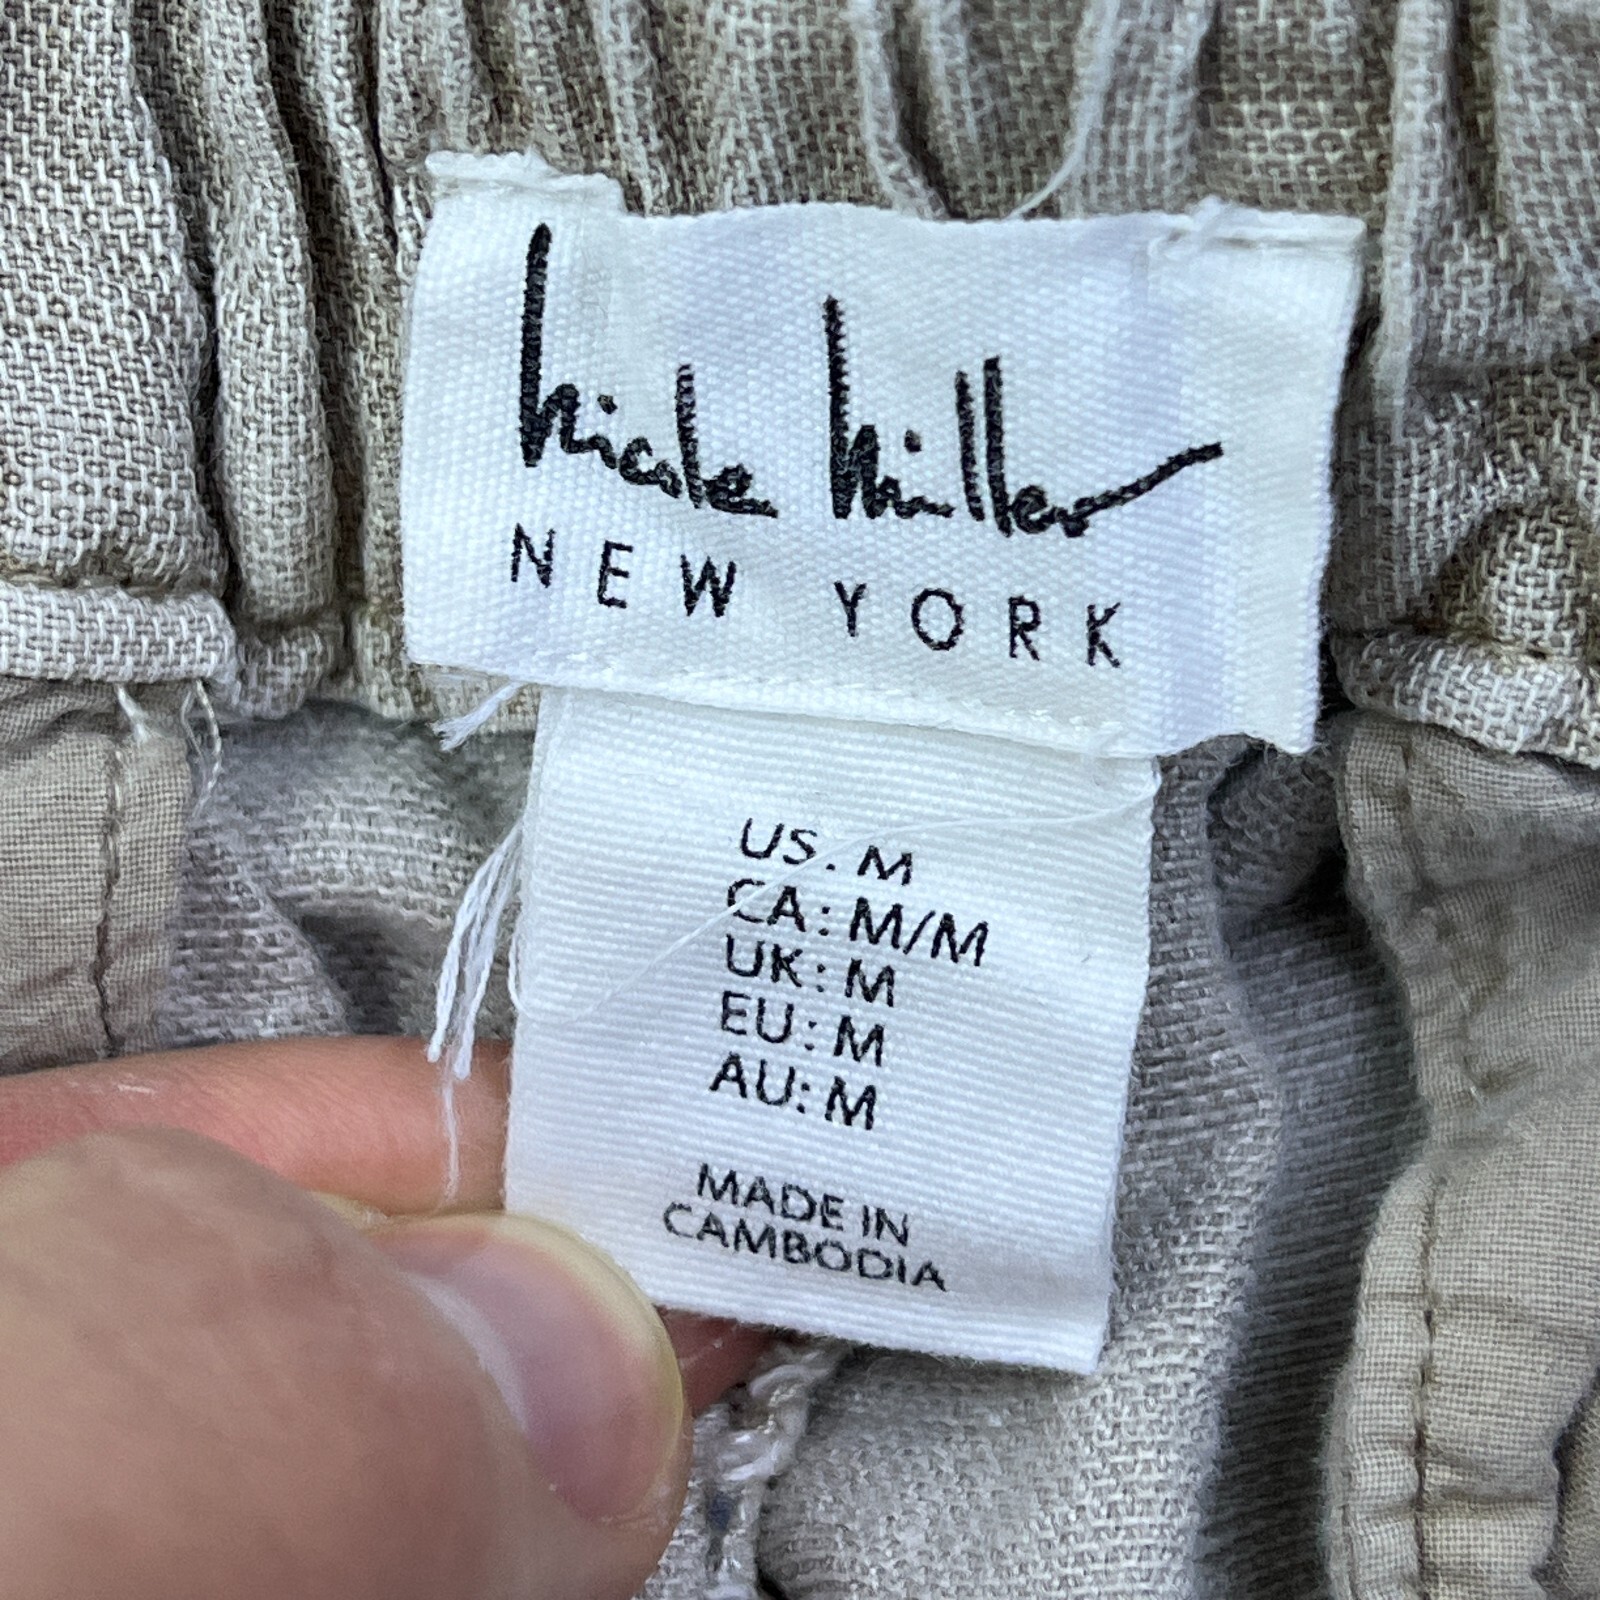 Nicole Miller
NEW YORK
US: M
CA: M/M
UK: M
EU: M
AU: M
MADE IN
CAMBODIA